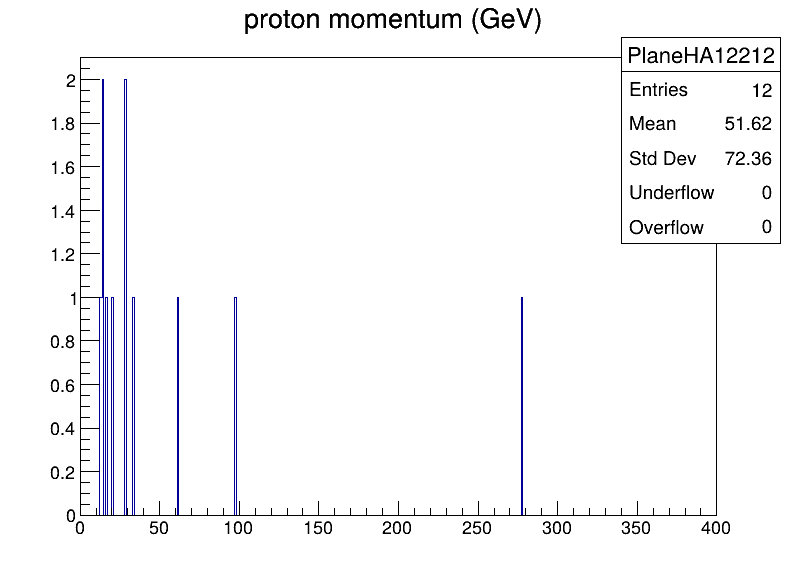 proton momentum (GeV)
PlaneHA12212
Entries 12
Mean 51.62
Std Dev 72.36
Underflow 0
Overflow 0
2
1.8
1.6
1.4
1.2
1
0.8
0.6
0.4
0.2
0
0 50 100 150 200 250 300 350 400